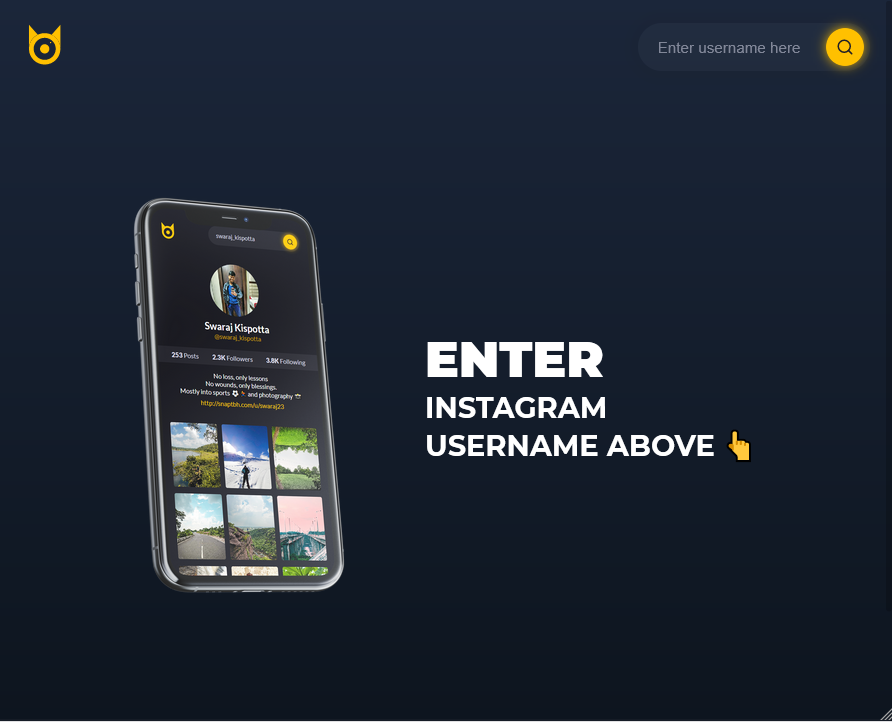 Enter username here
swaraj_kispotta
Swaraj Kispotta
@swaraj_kispotta
253 Posts 2.3K Followers 3.8K Following
No loss, only lessons
No wounds, only blessings.
Mostly into sports ⚽ 🏃 and photography 📷
http://snaptbh.com/u/swaraj23
ENTER
INSTAGRAM
USERNAME ABOVE 👆